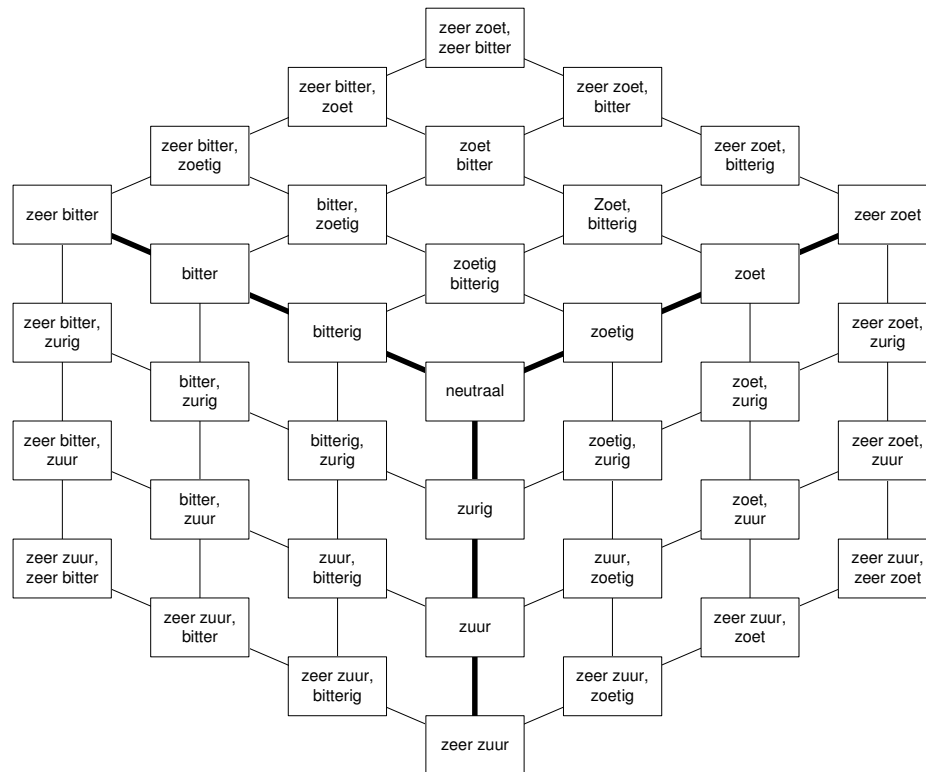 zeer zoet,
zeer bitter
zeer bitter,
zoet
zeer zoet,
bitter
zeer bitter,
zoetig
zoet
bitter
zeer zoet,
bitterig
zeer bitter
bitter,
zoetig
Zoet,
bitterig
zeer zoet
bitter
zoetig
bitterig
zoet
zeer bitter,
zurig
bitterig
zoetig
zeer zoet,
zurig
bitter,
zurig
neutraal
zoet,
zurig
zeer bitter,
zuur
bitterig,
zurig
zoetig,
zurig
zeer zoet,
zuur
bitter,
zuur
zurig
zoet,
zuur
zeer zuur,
zeer bitter
zuur,
bitterig
zuur,
zoetig
zeer zuur,
zeer zoet
zeer zuur,
bitter
zuur
zeer zuur,
zoet
zeer zuur,
bitterig
zeer zuur,
zoetig
zeer zuur